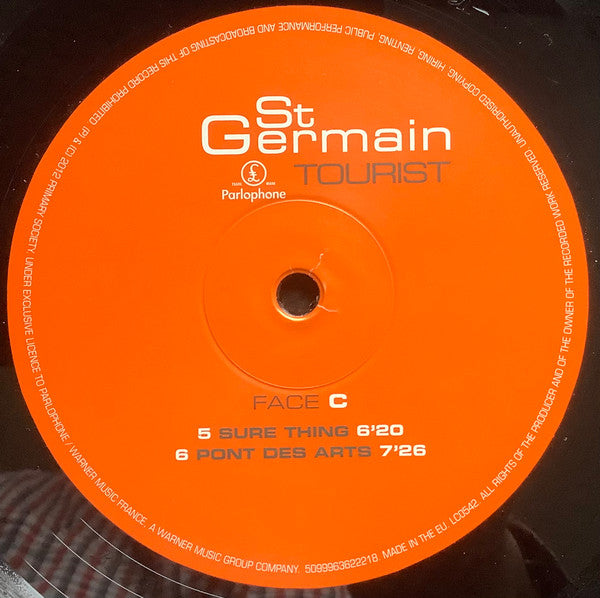 St
Germain
TOURIST
£
TRADE MARK
Parlophone
FACE C
5 SURE THING 6'20
6 PONT DES ARTS 7'26
(P) & (C) 2012 PRIMARY SOCIETY. UNDER EXCLUSIVE LICENCE TO PARLOPHONE / WARNER MUSIC FRANCE, A WARNER MUSIC GROUP COMPANY. 5099963622218. MADE IN THE EU. LC0542. ALL RIGHTS OF THE PRODUCER AND OF THE OWNER OF THE RECORDED WORK RESERVED. UNAUTHORISED COPYING, HIRING, RENTING, PUBLIC PERFORMANCE AND BROADCASTING OF THIS RECORD PROHIBITED.